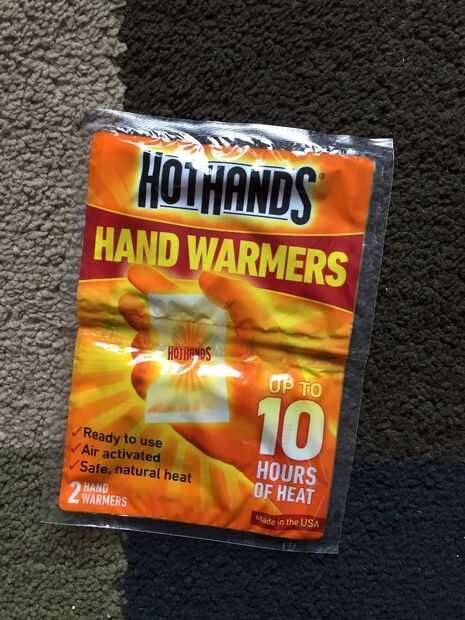 HOTHANDS®
HAND WARMERS
HOTHANDS
UP TO
10
HOURS
OF HEAT
✓Ready to use
✓Air activated
✓Safe, natural heat
2 HAND
WARMERS
Made in the USA